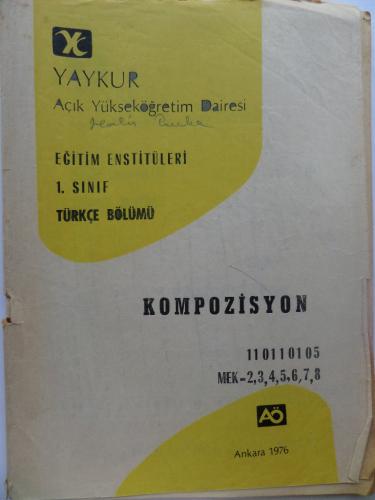 YAYKUR
Açık Yükseköğretim Dairesi
EĞİTİM ENSTİTÜLERİ
1. SINIF
TÜRKÇE BÖLÜMÜ
KOMPOZİSYON
110110105
MEK-2,3,4,5,6,7,8
AÖ
Ankara 1976